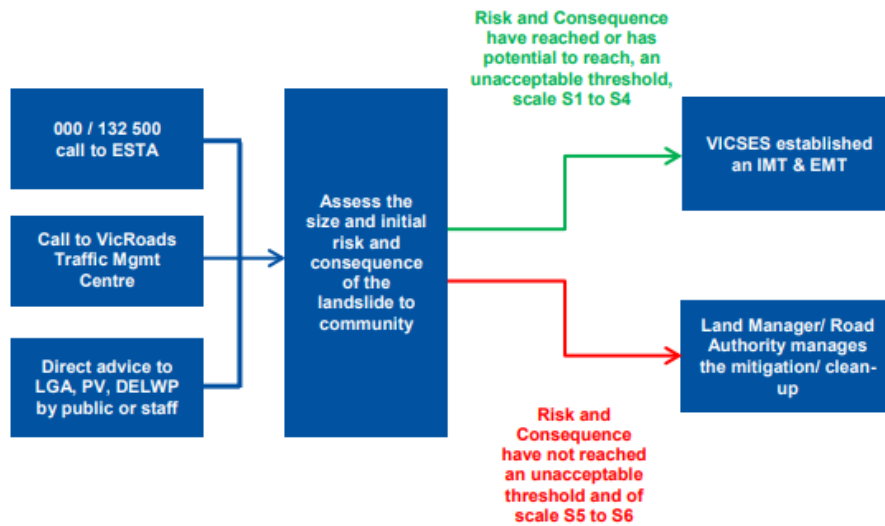 000 / 132 500
call to ESTA
Call to VicRoads
Traffic Mgmt
Centre
Direct advice to
LGA, PV, DELWP
by public or staff
Assess the
size and initial
risk and
consequence
of the
landslide to
community
Risk and Consequence
have reached or has
potential to reach, an
unacceptable threshold,
scale S1 to S4
VICSES established
an IMT & EMT
Land Manager/ Road
Authority manages
the mitigation/ clean-
up
Risk and
Consequence
have not reached
an unacceptable
threshold and of
scale S5 to S6